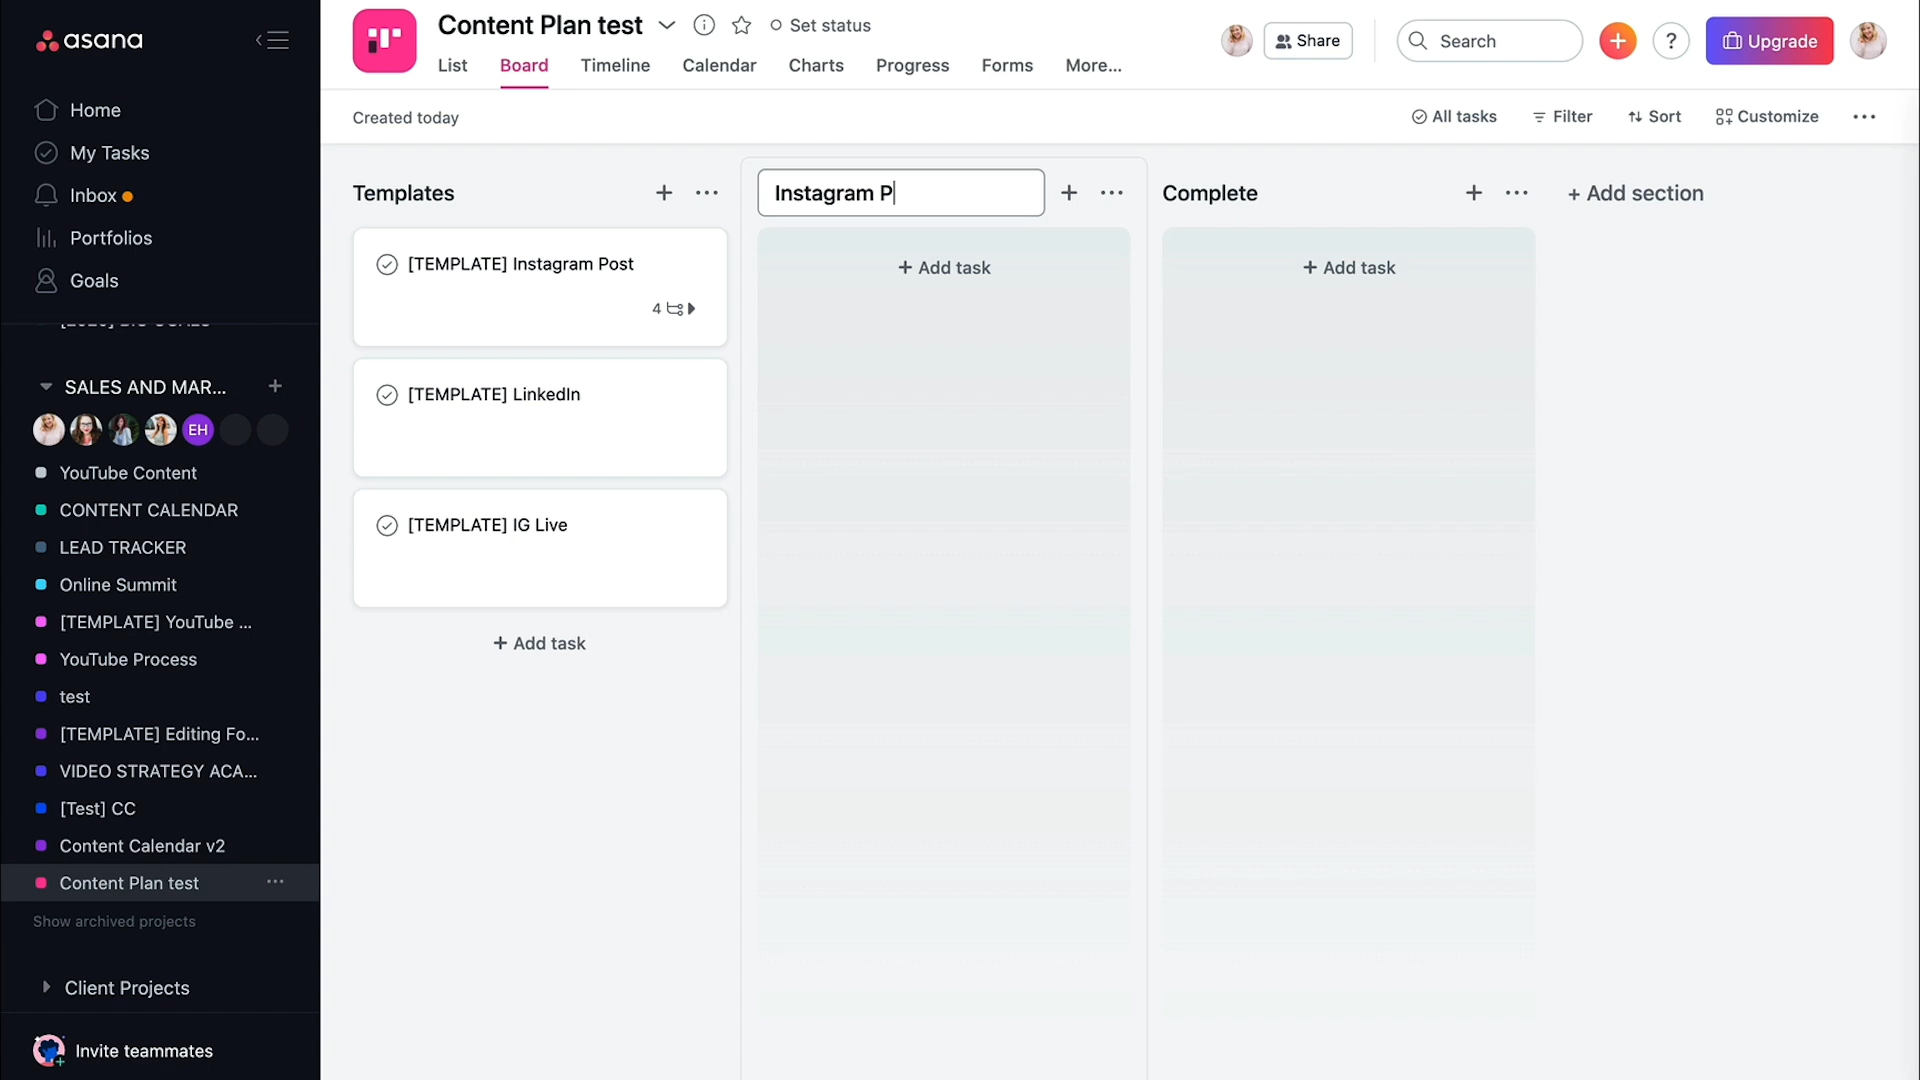 asana
Home
My Tasks
Inbox
Portfolios
Goals
SALES AND MAR...
EH
YouTube Content
CONTENT CALENDAR
LEAD TRACKER
Online Summit
[TEMPLATE] YouTube ...
YouTube Process
test
[TEMPLATE] Editing Fo...
VIDEO STRATEGY ACA...
[Test] CC
Content Calendar v2
Content Plan test
Show archived projects
Client Projects
Invite teammates
Content Plan test
Set status
Share
Search
?
Upgrade
List Board Timeline Calendar Charts Progress Forms More...
Created today
All tasks Filter Sort Customize
Templates
[TEMPLATE] Instagram Post
4
[TEMPLATE] LinkedIn
[TEMPLATE] IG Live
+ Add task
Instagram P
+ Add task
Complete
+ Add task
+ Add section